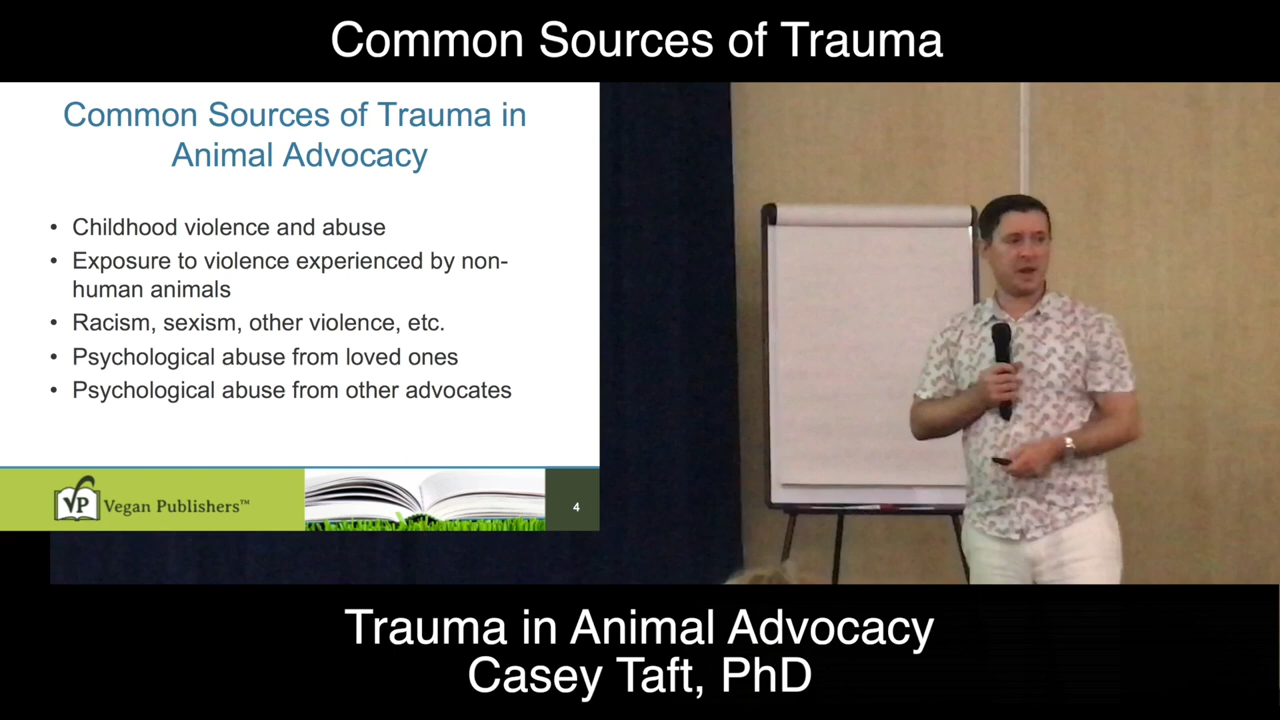 Common Sources of Trauma
Common Sources of Trauma in
Animal Advocacy
• Childhood violence and abuse
• Exposure to violence experienced by non-
human animals
• Racism, sexism, other violence, etc.
• Psychological abuse from loved ones
• Psychological abuse from other advocates
VP Vegan Publishers™
4
Trauma in Animal Advocacy
Casey Taft, PhD